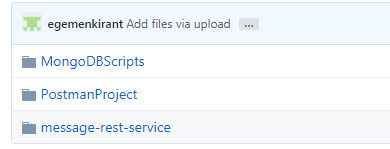 egemenkirant Add files via upload ...
MongoDBScripts
PostmanProject
message-rest-service